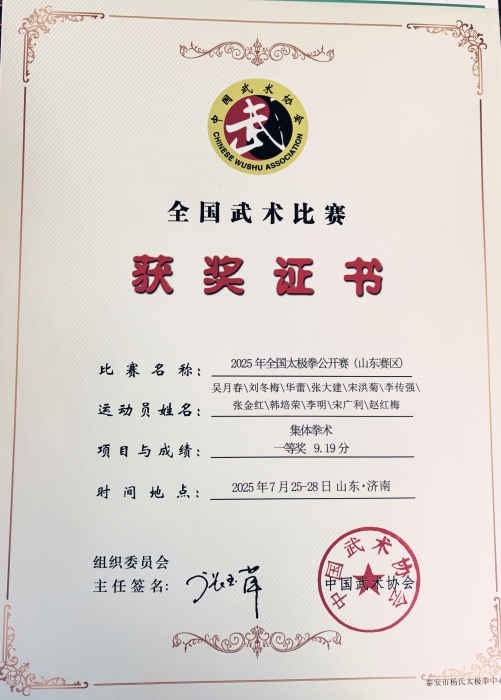 中国武术协会
CHINESE WUSHU ASSOCIATION
全国武术比赛
获奖证书
比赛名称: 2025年全国太极拳公开赛（山东赛区）
吴月春\刘冬梅\华蕾\张大建\宋洪菊\李传强\
运动员姓名: 张金红\韩培荣\李明\宋广利\赵红梅
集体拳术
项目与成绩: 一等奖 9.19分
时间地点: 2025年7月25-28日 山东·济南
组织委员会
主任签名:
中国武术协会
中国武术协会
泰安市杨氏太极拳中心